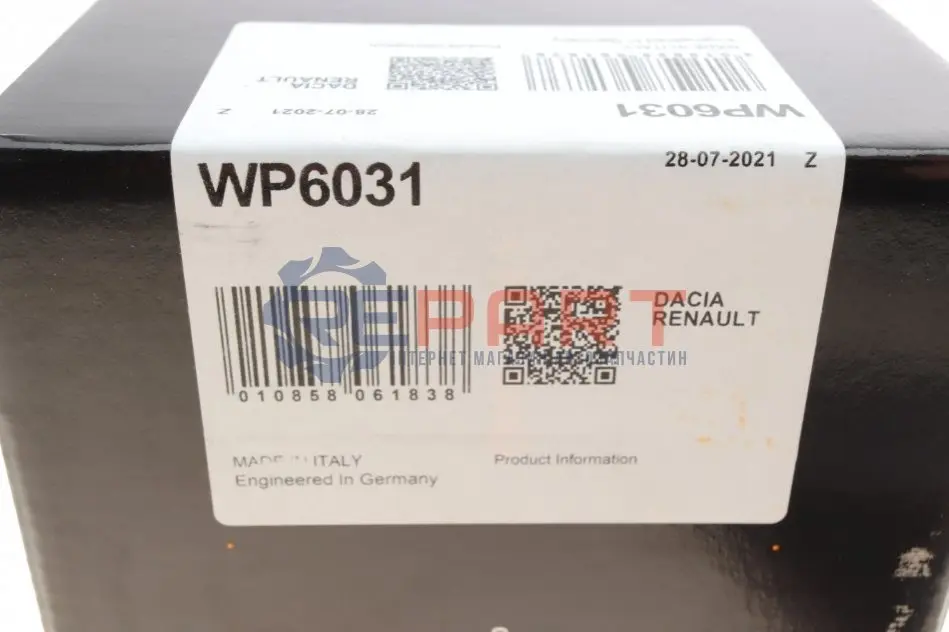 WP6031
28-07-2021 Z
DACIA
RENAULT
WP6031
28-07-2021 Z
REPART
010858 061838
DACIA
RENAULT
MADE IN ITALY
Engineered In Germany
Product Information